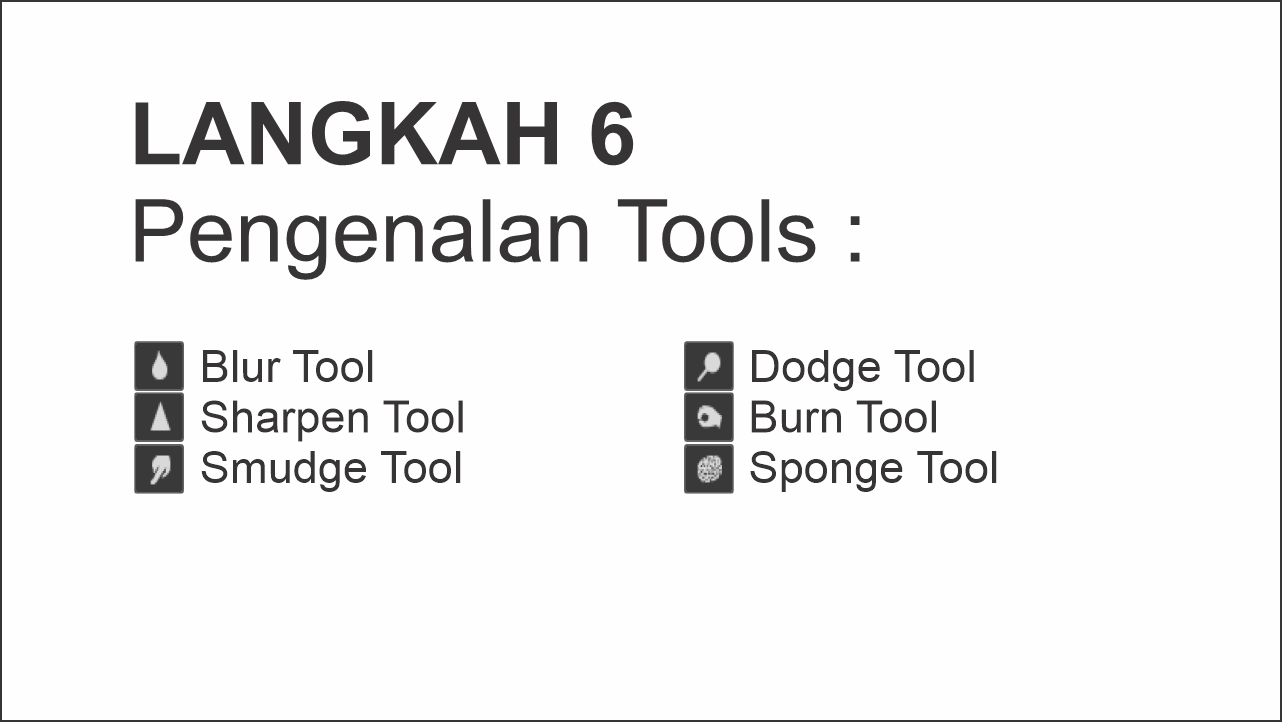 LANGKAH 6
Pengenalan Tools :
Blur Tool
Sharpen Tool
Smudge Tool
Dodge Tool
Burn Tool
Sponge Tool